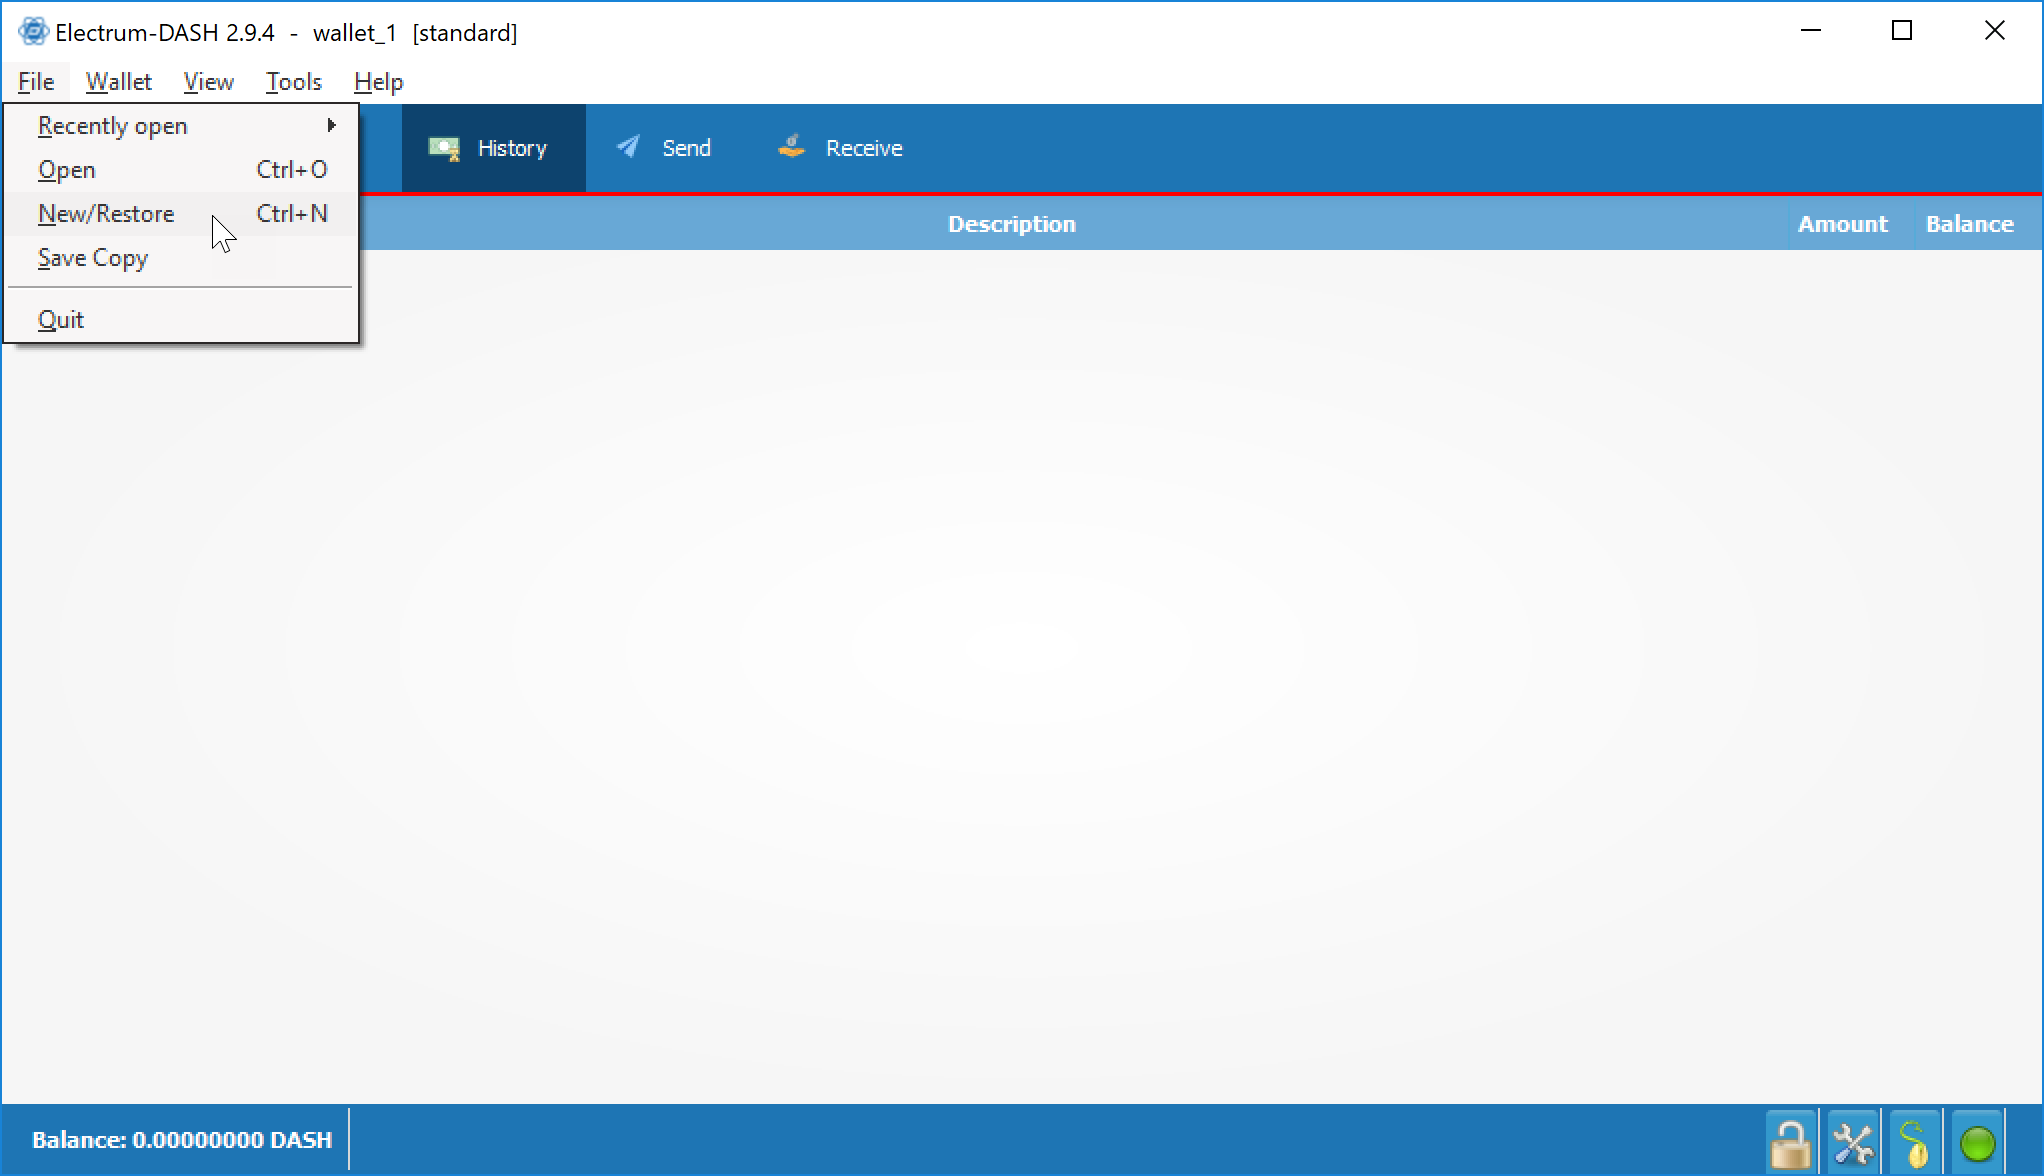 Electrum-DASH 2.9.4 - wallet_1 [standard]
File Wallet View Tools Help
Recently open
Open Ctrl+O
New/Restore Ctrl+N
Save Copy
Quit
History Send Receive
Description Amount Balance
Balance: 0.00000000 DASH